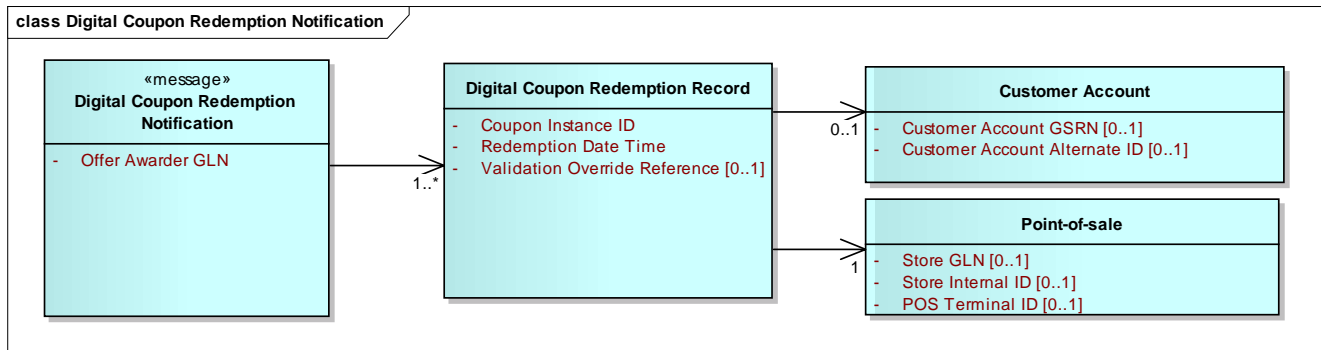 class Digital Coupon Redemption Notification
«message»
Digital Coupon Redemption
Notification
- Offer Awarder GLN
1..*
Digital Coupon Redemption Record
- Coupon Instance ID
- Redemption Date Time
- Validation Override Reference [0..1]
0..1
Customer Account
- Customer Account GSRN [0..1]
- Customer Account Alternate ID [0..1]
1
Point-of-sale
- Store GLN [0..1]
- Store Internal ID [0..1]
- POS Terminal ID [0..1]